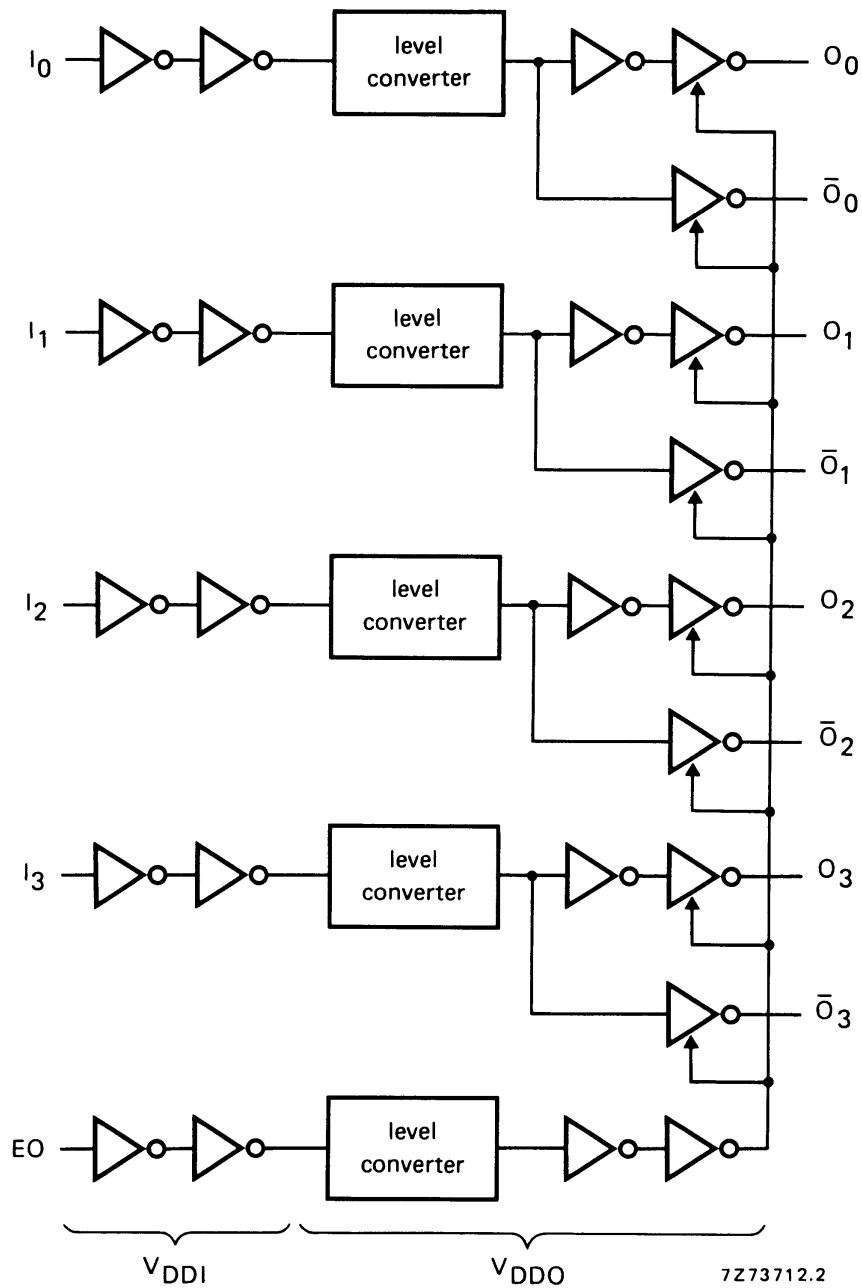 I0 level converter O0
Ō0
I1 level converter O1
Ō1
I2 level converter O2
Ō2
I3 level converter O3
Ō3
EO level converter
VDDI VDDO 7Z73712.2